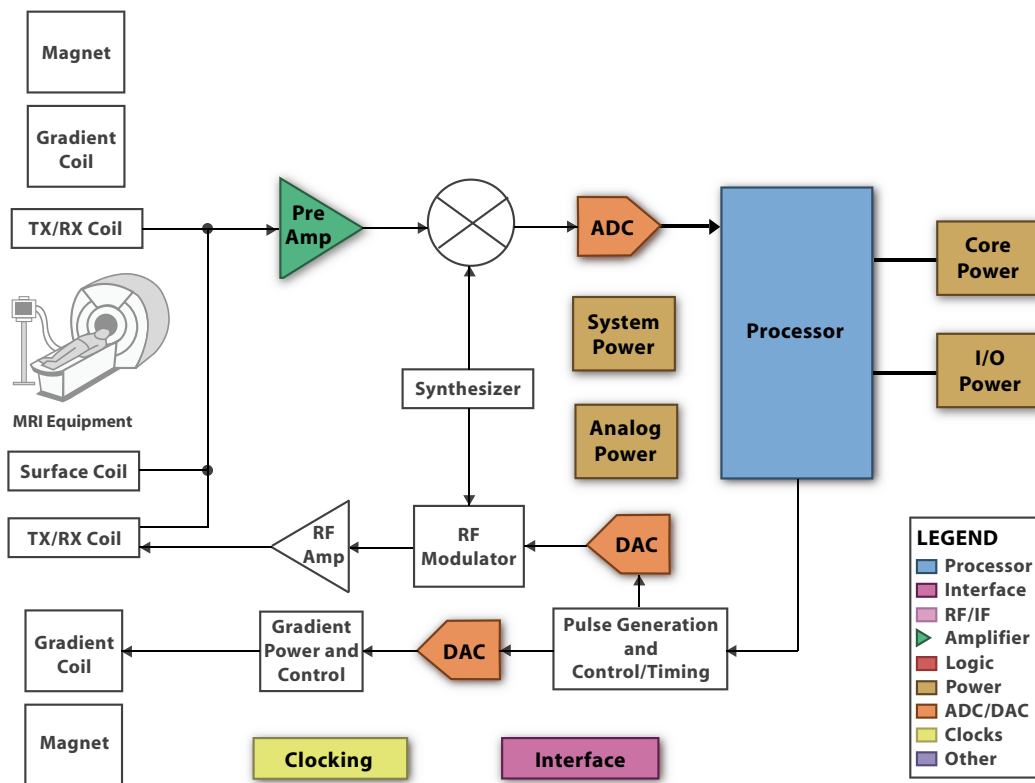 Magnet
Gradient
Coil
TX/RX Coil
Pre
Amp
ADC
Processor
Core
Power
System
Power
I/O
Power
Synthesizer
MRI Equipment
Analog
Power
Surface Coil
TX/RX Coil
RF
Amp
RF
Modulator
DAC
Gradient
Coil
Gradient
Power and
Control
DAC
Pulse Generation
and
Control/Timing
Magnet
Clocking
Interface
LEGEND
Processor
Interface
RF/IF
Amplifier
Logic
Power
ADC/DAC
Clocks
Other